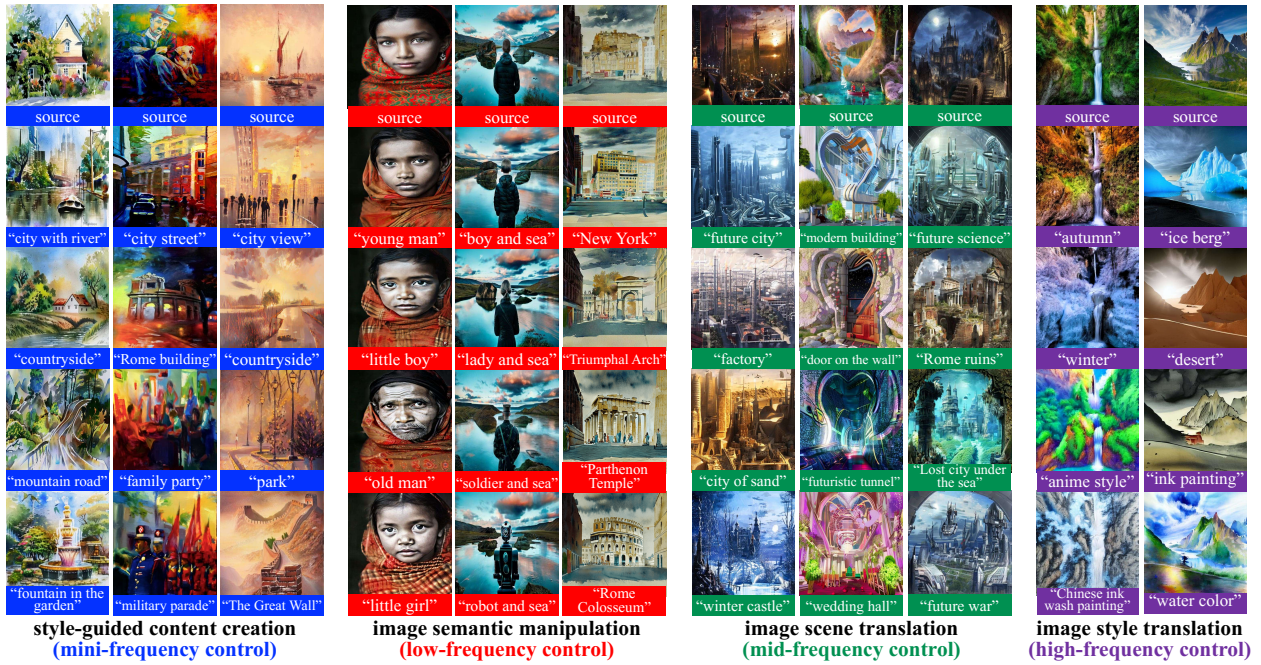 source
source
source
source
source
source
source
source
source
source
source
“city with river”
“city street”
“city view”
“young man”
“boy and sea”
“New York”
“future city”
“modern building”
“future science”
“autumn”
“ice berg”
“countryside”
“Rome building”
“countryside”
“little boy”
“lady and sea”
“Triumphal Arch”
“factory”
“door on the wall”
“Rome ruins”
“winter”
“desert”
“mountain road”
“family party”
“park”
“old man”
“soldier and sea”
“Parthenon
Temple”
“city of sand”
“futuristic tunnel”
“Lost city under
the sea”
“anime style”
“ink painting”
“fountain in the
garden”
“military parade”
“The Great Wall”
“little girl”
“robot and sea”
“Rome
Colosseum”
“winter castle”
“wedding hall”
“future war”
“Chinese ink
wash painting”
“water color”
style-guided content creation
(mini-frequency control)
image semantic manipulation
(low-frequency control)
image scene translation
(mid-frequency control)
image style translation
(high-frequency control)